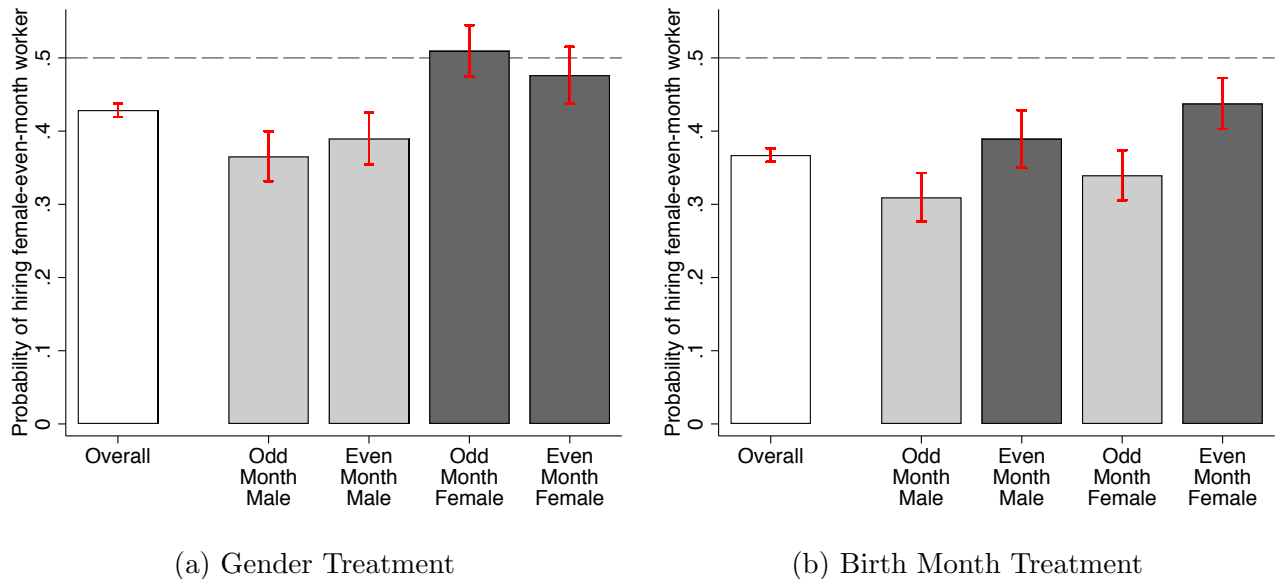 Probability of hiring female-even-month worker
.5
.4
.3
.2
.1
0
Overall
Odd
Month
Male
Even
Month
Male
Odd
Month
Female
Even
Month
Female
(a) Gender Treatment
Probability of hiring female-even-month worker
.5
.4
.3
.2
.1
0
Overall
Odd
Month
Male
Even
Month
Male
Odd
Month
Female
Even
Month
Female
(b) Birth Month Treatment